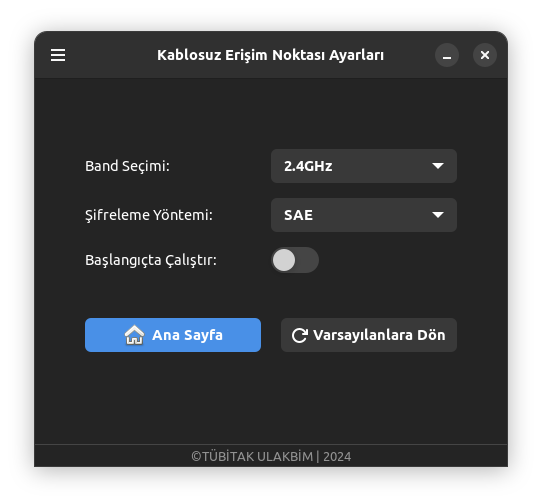 Kablosuz Erişim Noktası Ayarları
Band Seçimi: 2.4GHz
Şifreleme Yöntemi: SAE
Başlangıçta Çalıştır:
Ana Sayfa Varsayılanlara Dön
©TÜBİTAK ULAKBİM | 2024